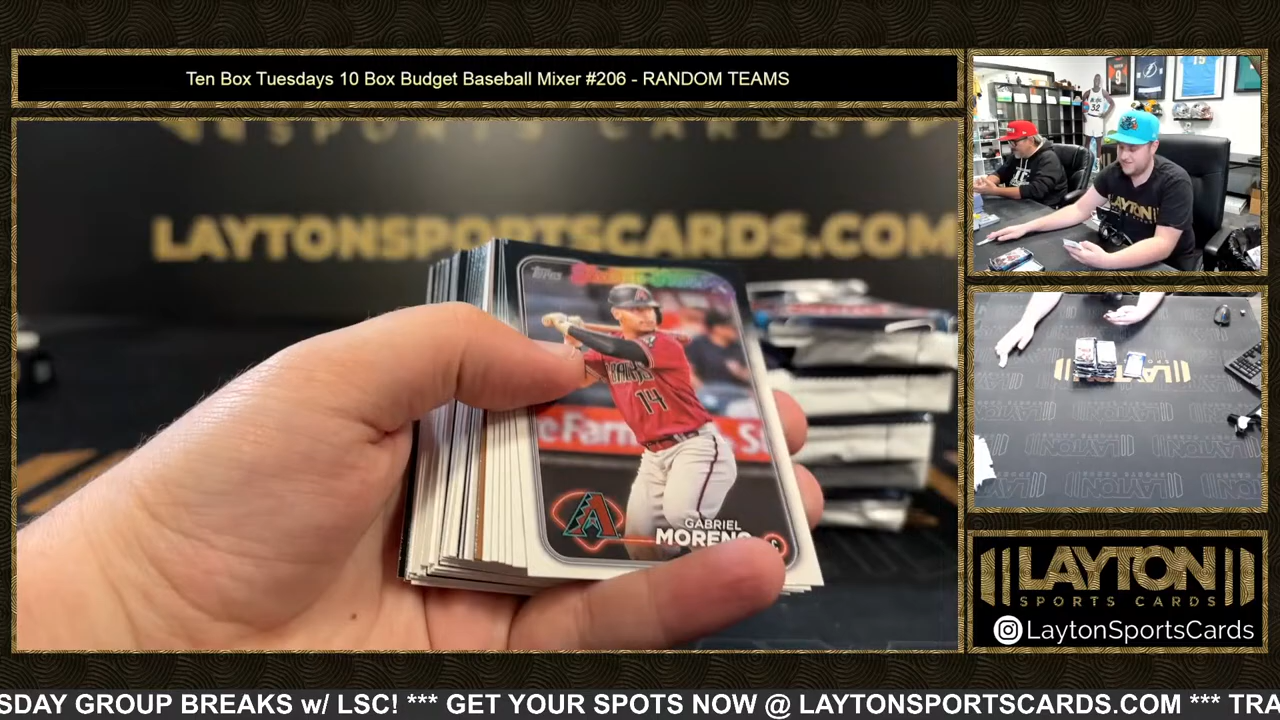 Ten Box Tuesdays 10 Box Budget Baseball Mixer #206 - RANDOM TEAMS
LAYTONSPORTSCARDS.COM
TOPPS
14
GABRIEL
MORENO
C
LAYTON
LAYTON
SPORTS CARDS
LaytonSportsCards
SDAY GROUP BREAKS w/ LSC! *** GET YOUR SPOTS NOW @ LAYTONSPORTSCARDS.COM *** TRA